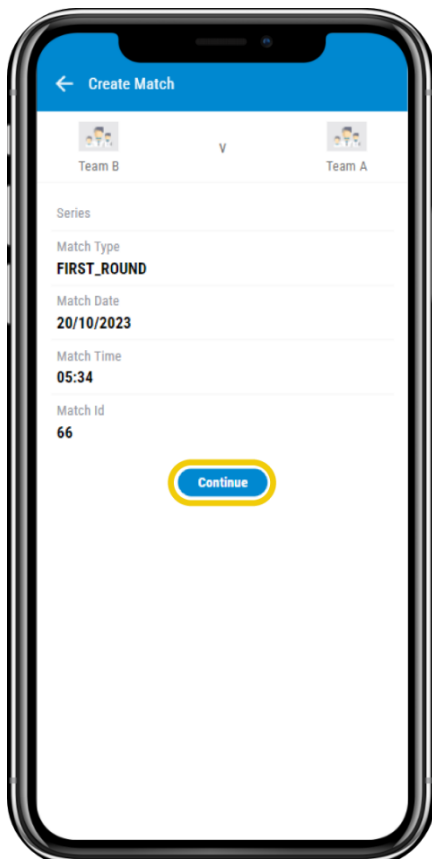 Create Match
V
Team B Team A
Series
Match Type
FIRST_ROUND
Match Date
20/10/2023
Match Time
05:34
Match Id
66
Continue